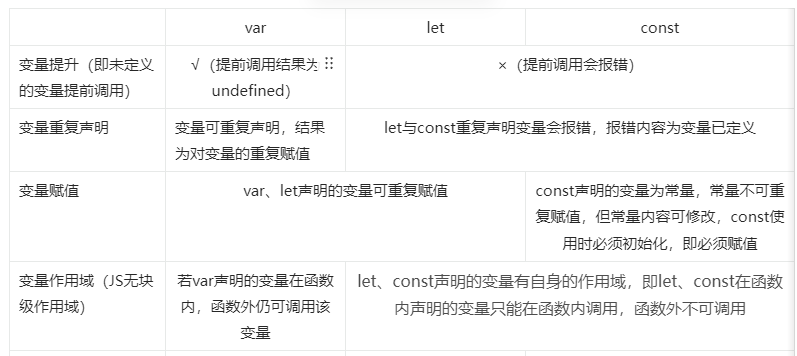 var
let
const
变量提升（即未定义
的变量提前调用）
√（提前调用结果为
undefined）
×（提前调用会报错）
变量重复声明
变量可重复声明，结果
为对变量的重复赋值
let与const重复声明变量会报错，报错内容为变量已定义
变量赋值
var、let声明的变量可重复赋值
const声明的变量为常量，常量不可重
复赋值，但常量内容可修改，const使
用时必须初始化，即必须赋值
变量作用域（JS无块
级作用域）
若var声明的变量在函数
内，函数外仍可调用该
变量
let、const声明的变量有自身的作用域，即let、const在函数
内声明的变量只能在函数内调用，函数外不可调用